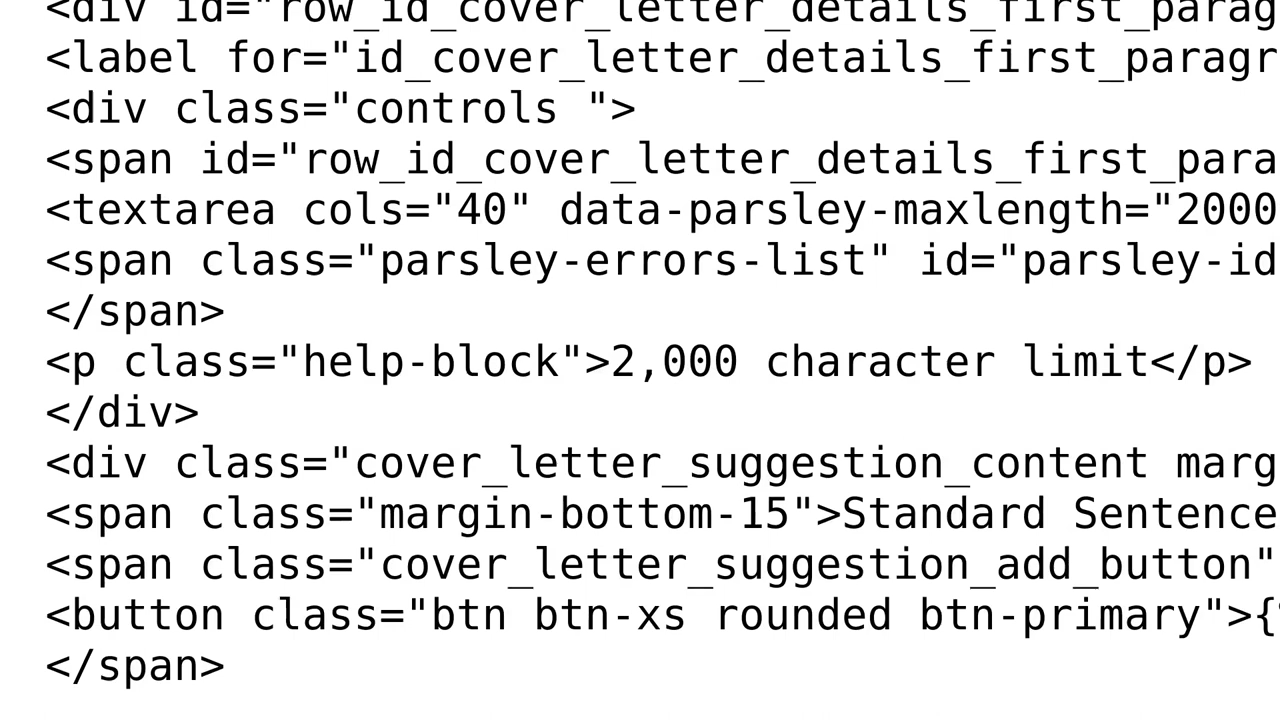 <div id="row_id_cover_letter_details_first_parag
<label for="id_cover_letter_details_first_paragr
<div class="controls ">
<span id="row_id_cover_letter_details_first_para
<textarea cols="40" data-parsley-maxlength="2000
<span class="parsley-errors-list" id="parsley-id
</span>
<p class="help-block">2,000 character limit</p>
</div>
<div class="cover_letter_suggestion_content marg
<span class="margin-bottom-15">Standard Sentence
<span class="cover_letter_suggestion_add_button"
<button class="btn btn-xs rounded btn-primary">{
</span>